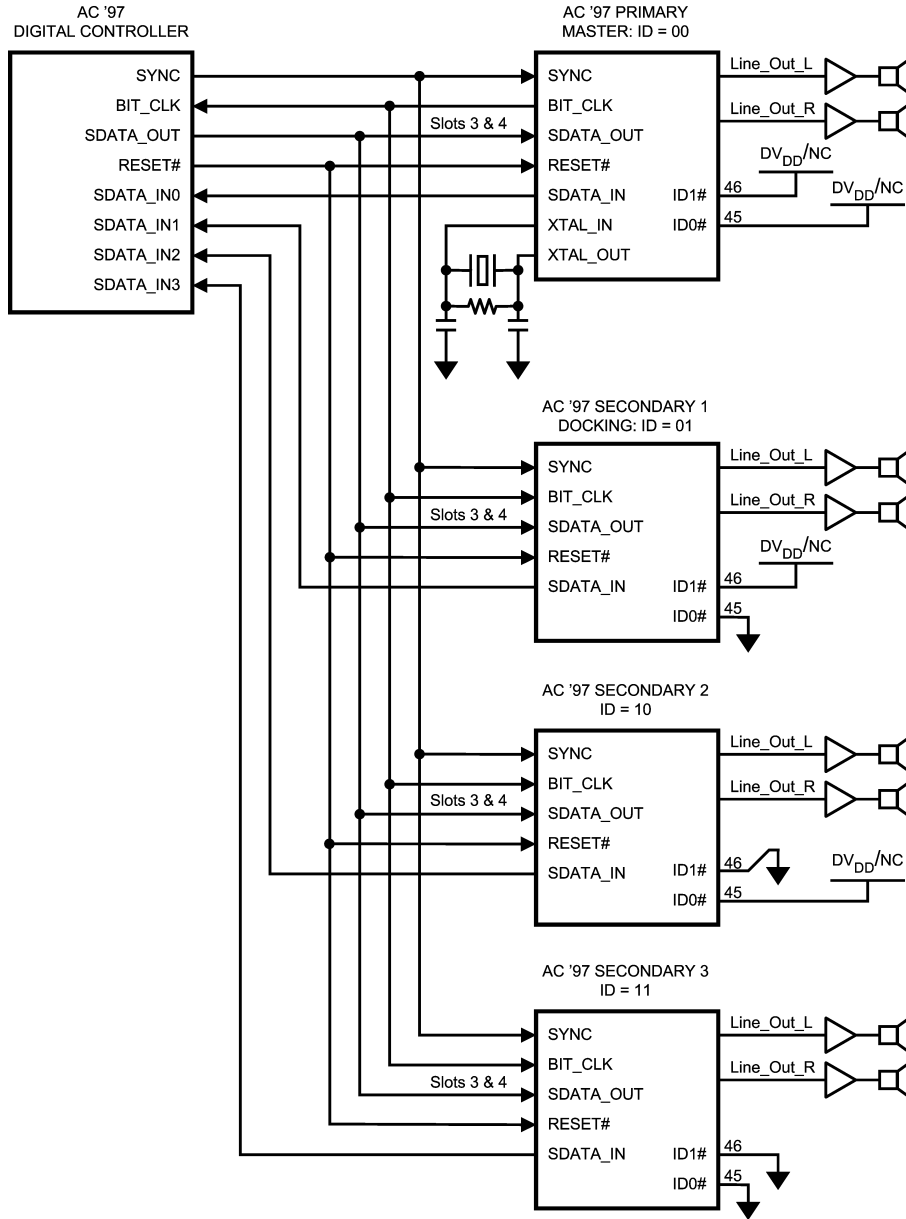 AC '97
DIGITAL CONTROLLER
SYNC
BIT_CLK
SDATA_OUT
RESET#
SDATA_IN0
SDATA_IN1
SDATA_IN2
SDATA_IN3
AC '97 PRIMARY
MASTER: ID = 00
SYNC
BIT_CLK
Slots 3 & 4
SDATA_OUT
RESET#
SDATA_IN
XTAL_IN
XTAL_OUT
ID1#
ID0#
Line_Out_L
Line_Out_R
DVDD/NC
46
DVDD/NC
45
AC '97 SECONDARY 1
DOCKING: ID = 01
SYNC
BIT_CLK
Slots 3 & 4
SDATA_OUT
RESET#
SDATA_IN
ID1#
ID0#
Line_Out_L
Line_Out_R
DVDD/NC
46
45
AC '97 SECONDARY 2
ID = 10
SYNC
BIT_CLK
Slots 3 & 4
SDATA_OUT
RESET#
SDATA_IN
ID1#
ID0#
Line_Out_L
Line_Out_R
46
DVDD/NC
45
AC '97 SECONDARY 3
ID = 11
SYNC
BIT_CLK
Slots 3 & 4
SDATA_OUT
RESET#
SDATA_IN
ID1#
ID0#
Line_Out_L
Line_Out_R
46
45